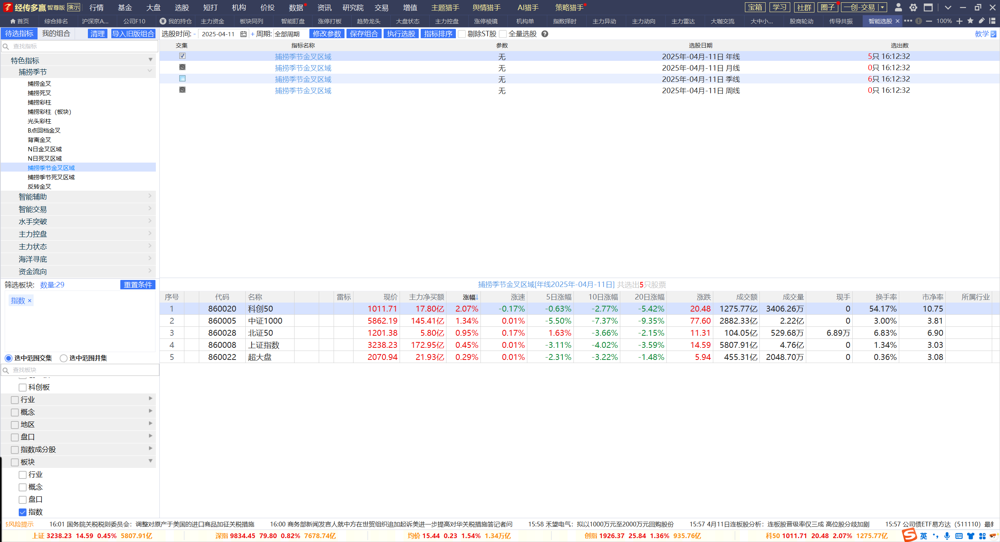 经传多赢 智尊版 演示 行情 基金 大盘 选股 短打 机构 价投 数据 资讯 研究院 交易 增值 主题猎手 舆情猎手 AI猎手 策略猎手 宝箱 学习 社群 圈子 一创-交易
首页 综合排名 沪深京A... 公司F10 我的持仓 主力资金 板块同列 智能盯盘 涨停打板 趋势龙头 大盘状态 主力控盘 涨停棱镜 机构单 指数择时 主力异动 主力动向 主力雷达 大咖交流 大中小... 股商轮动 传导共振 智能选股 × ••• 100%
待选指标 我的组合 清理 导入旧版组合 选股时间: - 2025-04-11 + 周期: 全部周期 修改参数 保存组合 执行选股 指标排序 剔除ST股 全量选股 ? 教学
查找指标
特色指标
捕捞季节
捕捞金叉
捕捞死叉
捕捞彩柱
捕捞彩柱（板块）
光头彩柱
B点回档金叉
背离金叉
N日金叉区域
N日死叉区域
捕捞季节金叉区域
捕捞季节死叉区域
反转金叉
智能辅助
智能交易
水手突破
主力控盘
主力状态
海洋寻底
资金流向
交集 指标名称 参数 选股日期 选出数
捕捞季节金叉区域 无 2025年-04月-11日 年线 5只 16:12:32
捕捞季节金叉区域 无 2025年-04月-11日 月线 0只 16:12:32
捕捞季节金叉区域 无 2025年-04月-11日 季线 6只 16:12:32
捕捞季节金叉区域 无 2025年-04月-11日 周线 0只 16:12:32
筛选板块: 数量:29 重置条件
指数 ×
选中范围交集 选中范围并集
查找板块
科创板
行业
概念
地区
盘口
指数成分股
板块
行业
概念
盘口
指数
捕捞季节金叉区域[年线2025年-04月-11日] 共选出5只股票
序号 代码 名称 雷标 现价 主力净买额 涨幅↓ 涨速 5日涨幅 10日涨幅 20日涨幅 涨跌 成交额 成交量 现手 换手率 市净率 所属行业
1 860020 科创50 1011.71 17.80亿 2.07% -0.17% -0.63% -2.77% -5.42% 20.48 1275.77亿 3406.26万 0 54.17% 10.75
2 860005 中证1000 5862.19 145.41亿 1.34% 0.01% -5.50% -7.37% -9.35% 77.60 2882.33亿 2.22亿 0 3.00% 3.81
3 860028 北证50 1201.38 5.80亿 0.95% 0.17% 1.63% -3.66% -2.15% 11.31 104.05亿 529.68万 6.89万 6.83% 6.90
4 860008 上证指数 3238.23 172.95亿 0.45% 0.01% -3.11% -4.02% -3.59% 14.59 5807.91亿 4.76亿 0 1.34% 3.03
5 860022 超大盘 2070.94 21.93亿 0.29% 0.01% -2.31% -3.22% -1.48% 5.94 455.31亿 2048.70万 0 0.36% 3.08
风险提示 16:01 国务院关税税则委员会：调整对原产于美国的进口商品加征关税措施 16:00 商务部新闻发言人就中方在世贸组织追加起诉美进一步提高对华关税措施答记者问 15:58 禾望电气：拟以1000万元至2000万元回购股份 15:57 4月11日连板股分析：连板股晋级率仅三成 高位股分歧加剧 15:57 公司债ETF易方达（511110）最新
上证 3238.23 14.59 0.45% 5807.91亿 深指 9834.45 79.80 0.82% 7678.74亿 均价 15.44 0.23 1.54% 1.34万亿 创指 1926.37 25.84 1.36% 935.76亿 科50 1011.71 20.48 2.07% 1275.77亿 英